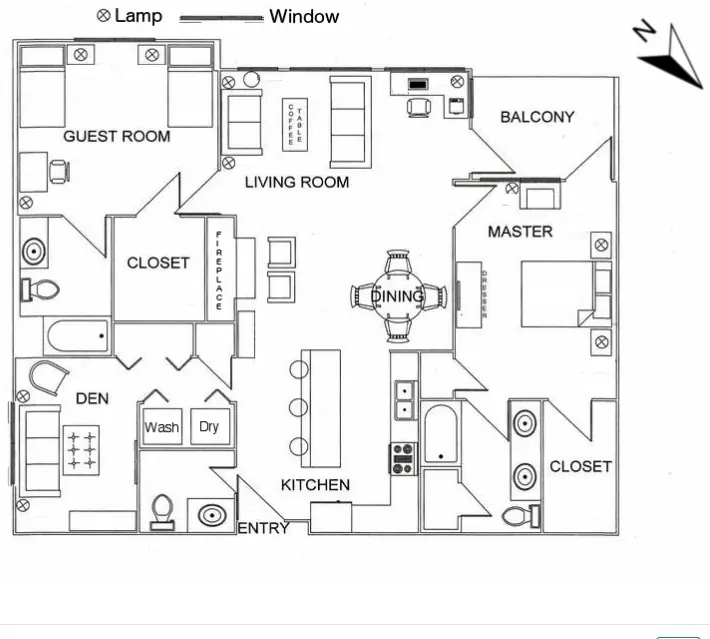 Lamp
Window
N
GUEST ROOM
COFFEE
TABLE
BALCONY
LIVING ROOM
CLOSET
FIREPLACE
MASTER
DINING
DRESSER
DEN
Wash
Dry
KITCHEN
CLOSET
ENTRY